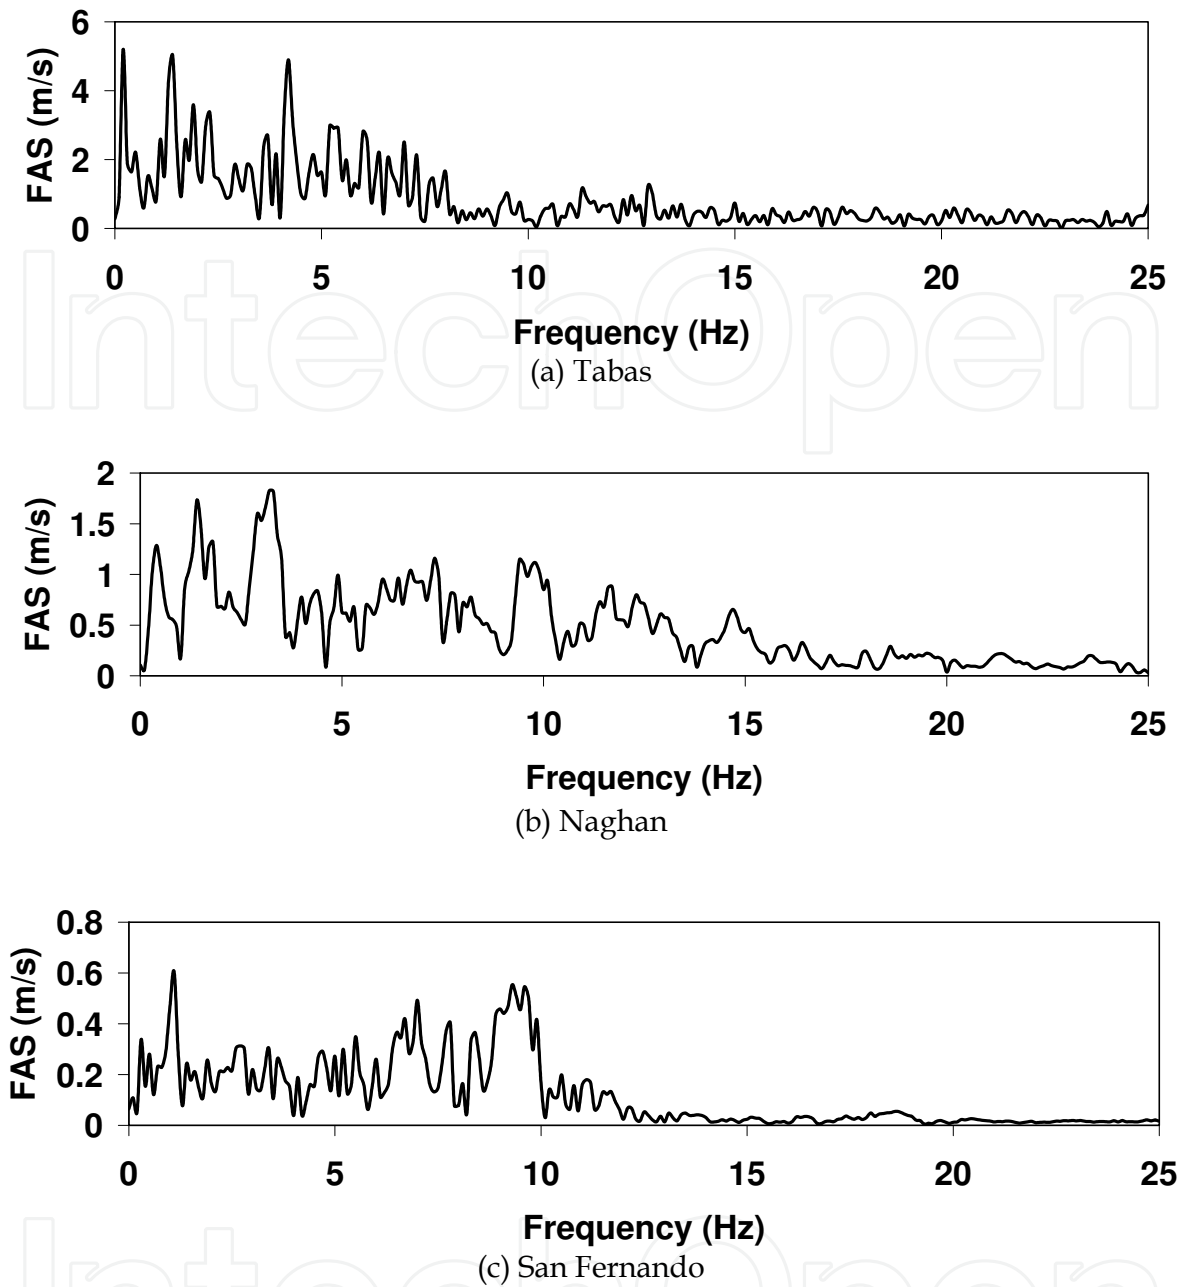 6
4
2
0
FAS (m/s)
0 5 10 15 20 25
Frequency (Hz)
(a) Tabas
IntechOpen
2
1.5
1
0.5
0
FAS (m/s)
0 5 10 15 20 25
Frequency (Hz)
(b) Naghan
0.8
0.6
0.4
0.2
0
FAS (m/s)
0 5 10 15 20 25
Frequency (Hz)
(c) San Fernando
IntechOpen